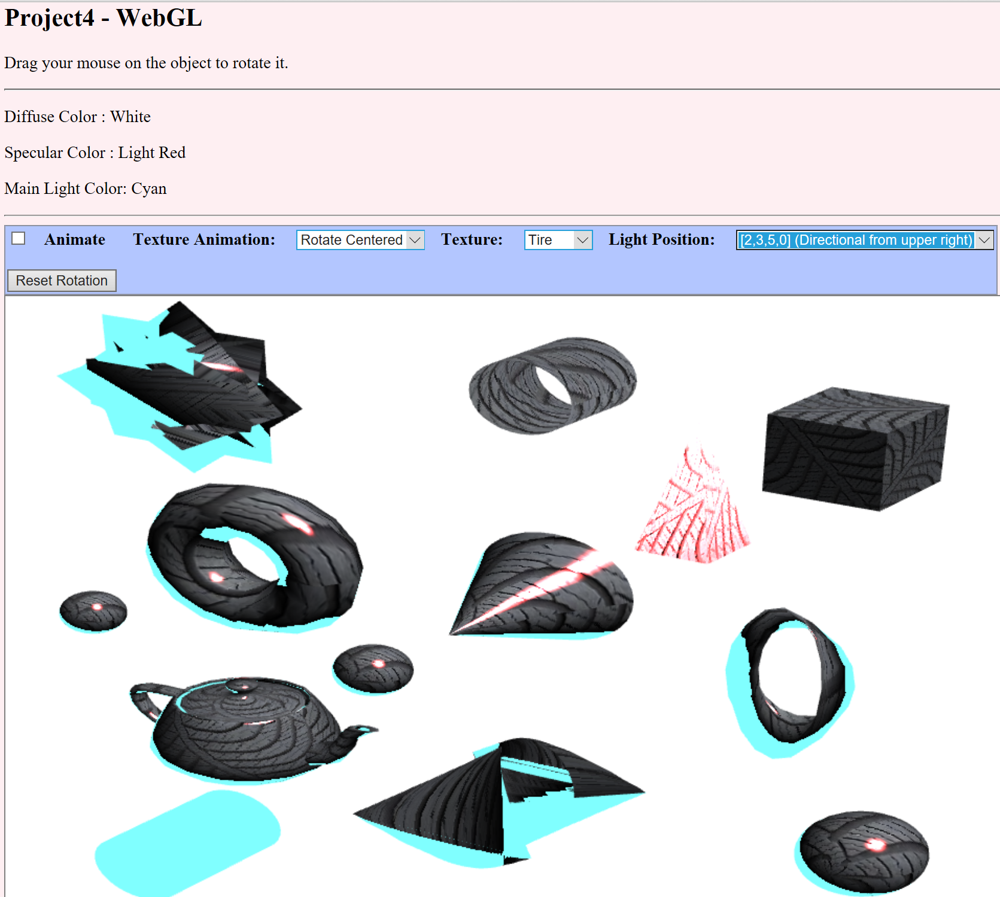 Project4 - WebGL
Drag your mouse on the object to rotate it.
Diffuse Color : White
Specular Color : Light Red
Main Light Color: Cyan
Animate Texture Animation: Rotate Centered Texture: Tire Light Position: [2,3,5,0] (Directional from upper right)
Reset Rotation